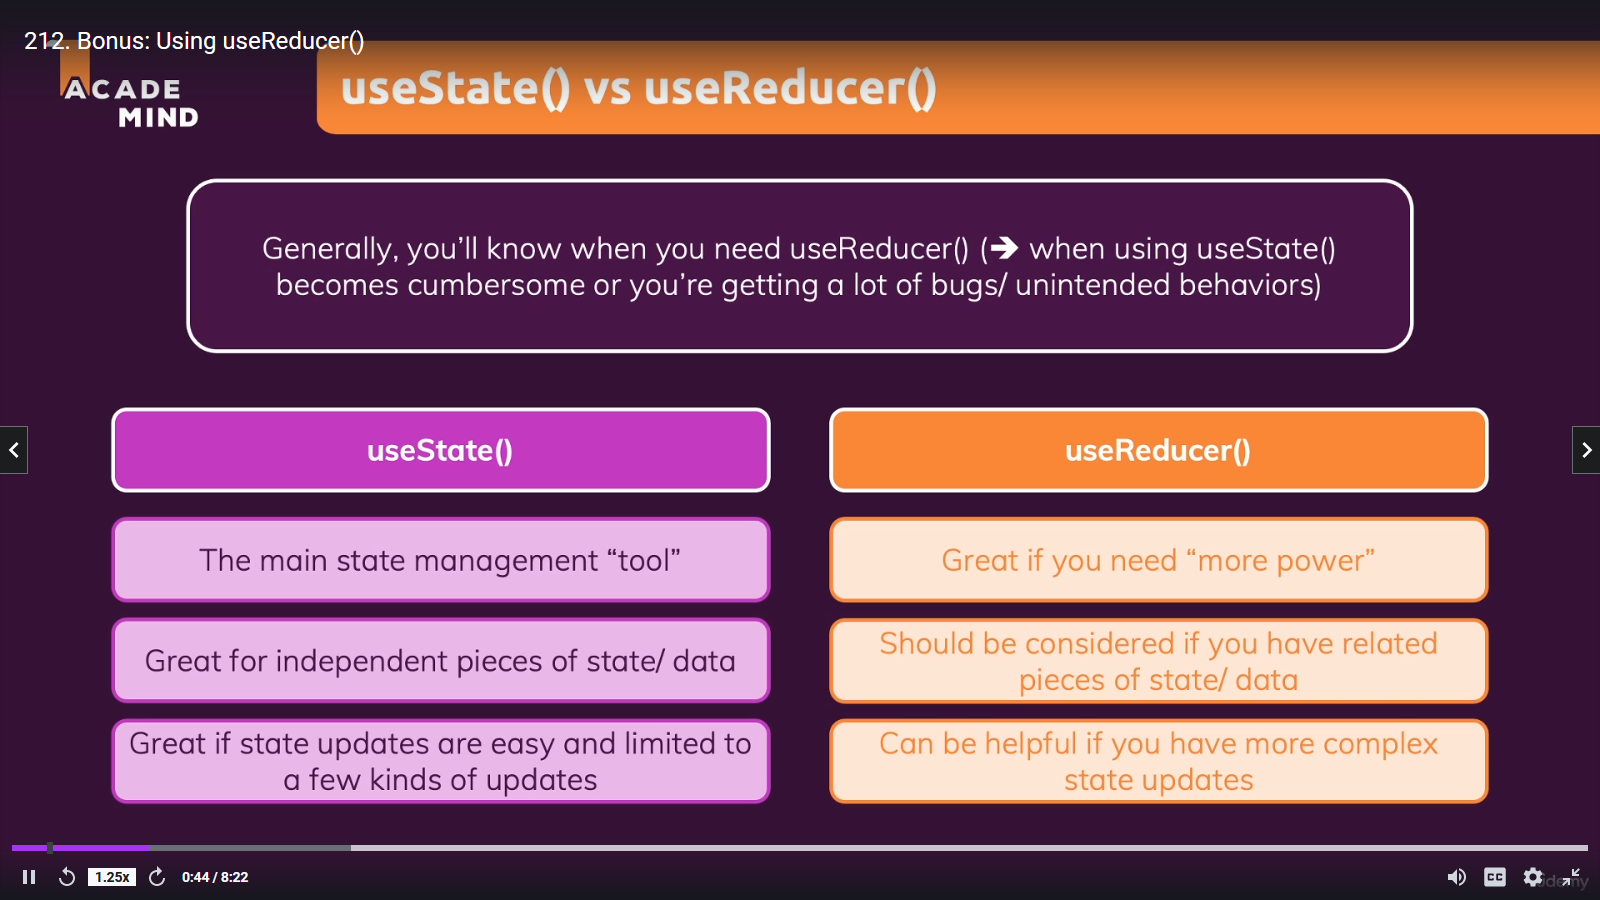 212. Bonus: Using useReducer()
ACADE
MIND
useState() vs useReducer()
Generally, you’ll know when you need useReducer() (➔ when using useState()
becomes cumbersome or you’re getting a lot of bugs/ unintended behaviors)
useState()
useReducer()
The main state management “tool”
Great if you need “more power”
Great for independent pieces of state/ data
Should be considered if you have related
pieces of state/ data
Great if state updates are easy and limited to
a few kinds of updates
Can be helpful if you have more complex
state updates
1.25x
0:44 / 8:22
CC
udemy